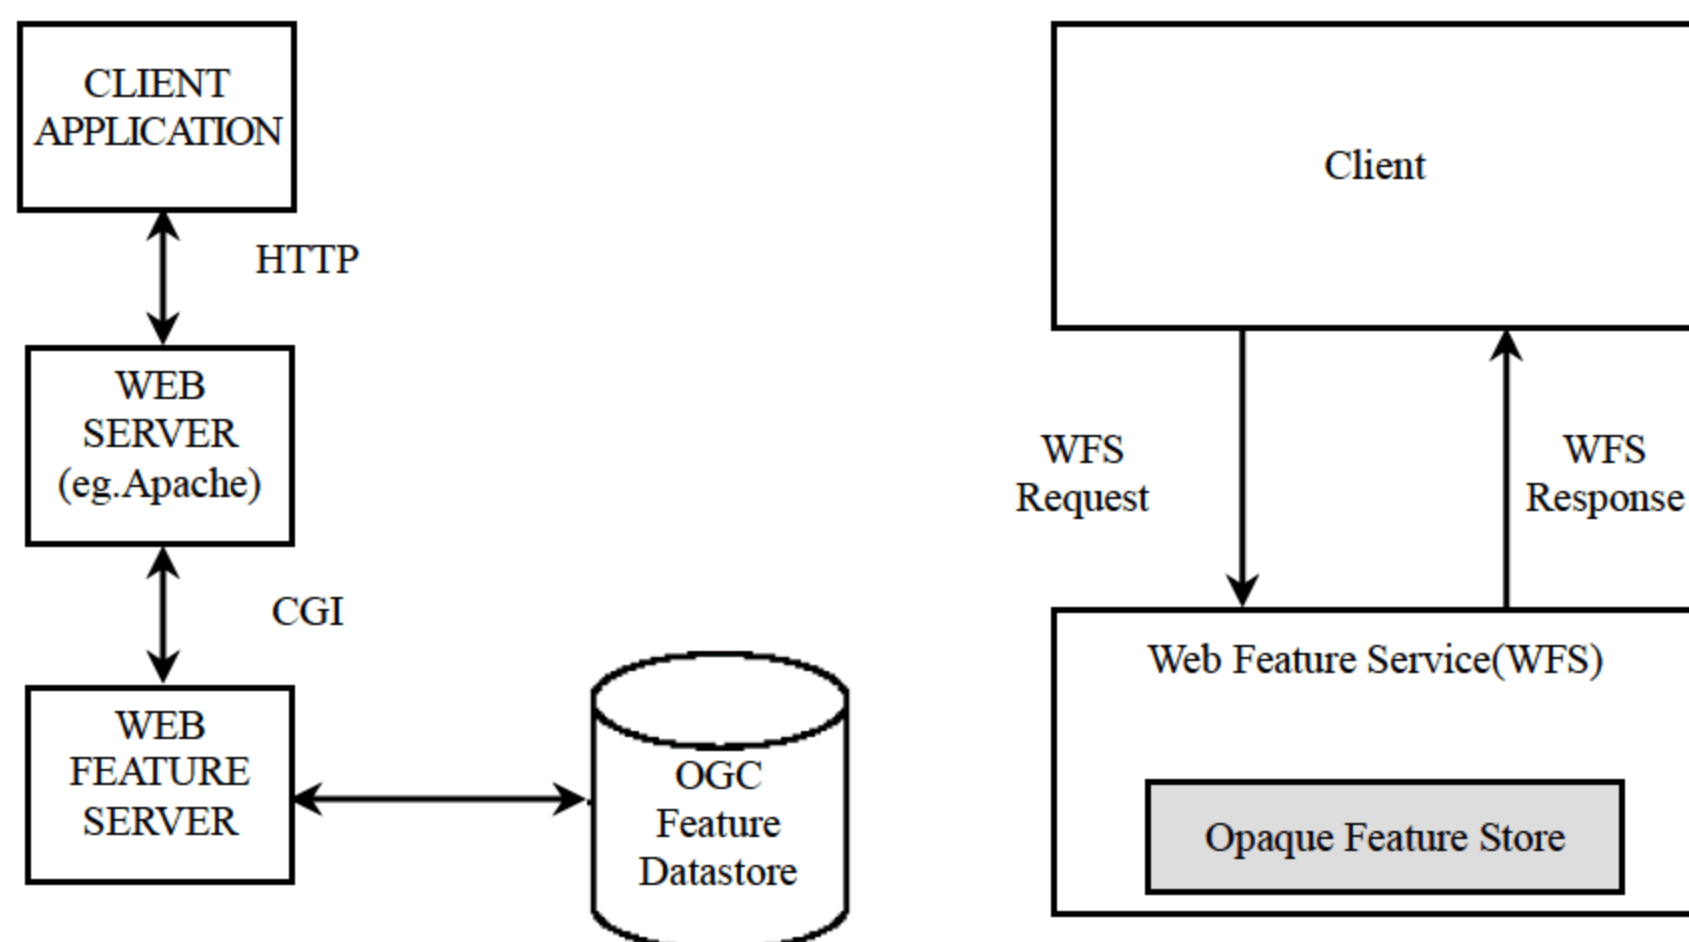 CLIENT
APPLICATION
HTTP
WEB
SERVER
(eg.Apache)
CGI
WEB
FEATURE
SERVER
OGC
Feature
Datastore
Client
WFS
Request
WFS
Response
Web Feature Service(WFS)
Opaque Feature Store